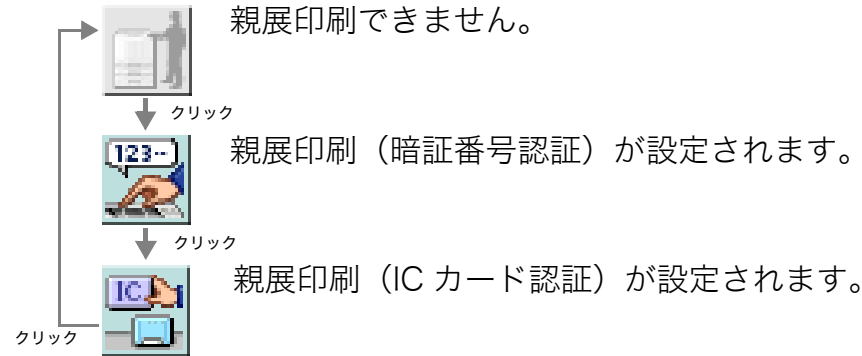 親展印刷できません。
クリック
123--
親展印刷（暗証番号認証）が設定されます。
クリック
IC
親展印刷（IC カード認証）が設定されます。
クリック